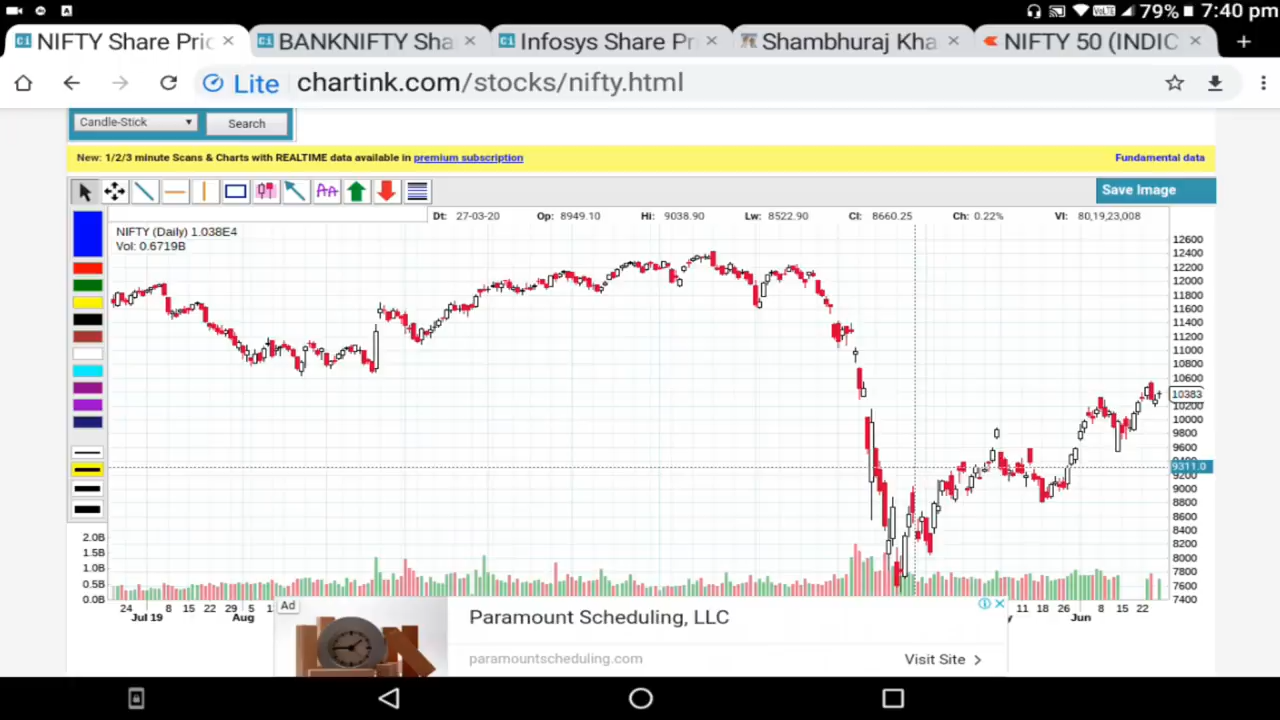 79% 7:40 pm
NIFTY Share Pric
BANKNIFTY Sha
Infosys Share Pr
Shambhuraj Kha
NIFTY 50 (INDIC
Lite chartink.com/stocks/nifty.html
Candle-Stick
Search
New: 1/2/3 minute Scans & Charts with REALTIME data available in premium subscription
Fundamental data
Save Image
Dt: 27-03-20 Op: 8949.10 Hi: 9038.90 Lw: 8522.90 Cl: 8660.25 Ch: 0.22% Vl: 80,19,23,008
NIFTY (Daily) 1.038E4
Vol: 0.6719B
12600
12400
12200
12000
11800
11600
11400
11200
11000
10800
10600
10383
10200
9800
9600
9311.0
9200
9000
8800
8600
8400
8200
8000
7800
7600
7400
2.0B
1.5B
1.0B
0.5B
0.0B
24 8 15 22 29 5 11 18 26 8 15 22
Jul 19 Aug Jun
Ad
Paramount Scheduling, LLC
paramountscheduling.com
Visit Site